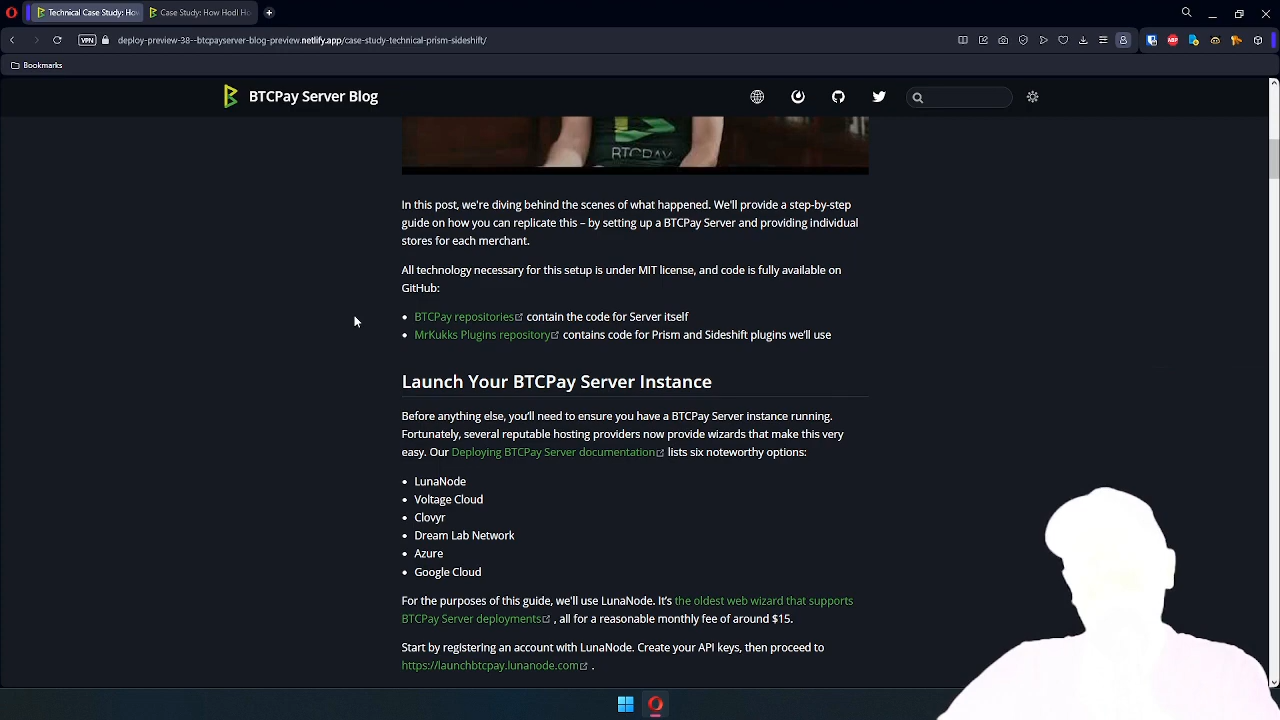 Technical Case Study: Hov
Case Study: How Hodl Ho
VPN
deploy-preview-38--btcpayserver-blog-preview.netlify.app/case-study-technical-prism-sideshift/
ABP
Bookmarks
BTCPay Server Blog
BTCPAY
In this post, we're diving behind the scenes of what happened. We'll provide a step-by-step
guide on how you can replicate this – by setting up a BTCPay Server and providing individual
stores for each merchant.
All technology necessary for this setup is under MIT license, and code is fully available on
GitHub:
• BTCPay repositories contain the code for Server itself
• MrKukks Plugins repository contains code for Prism and Sideshift plugins we'll use
Launch Your BTCPay Server Instance
Before anything else, you'll need to ensure you have a BTCPay Server instance running.
Fortunately, several reputable hosting providers now provide wizards that make this very
easy. Our Deploying BTCPay Server documentation lists six noteworthy options:
• LunaNode
• Voltage Cloud
• Clovyr
• Dream Lab Network
• Azure
• Google Cloud
For the purposes of this guide, we'll use LunaNode. It's the oldest web wizard that supports
BTCPay Server deployments , all for a reasonable monthly fee of around $15.
Start by registering an account with LunaNode. Create your API keys, then proceed to
https://launchbtcpay.lunanode.com .